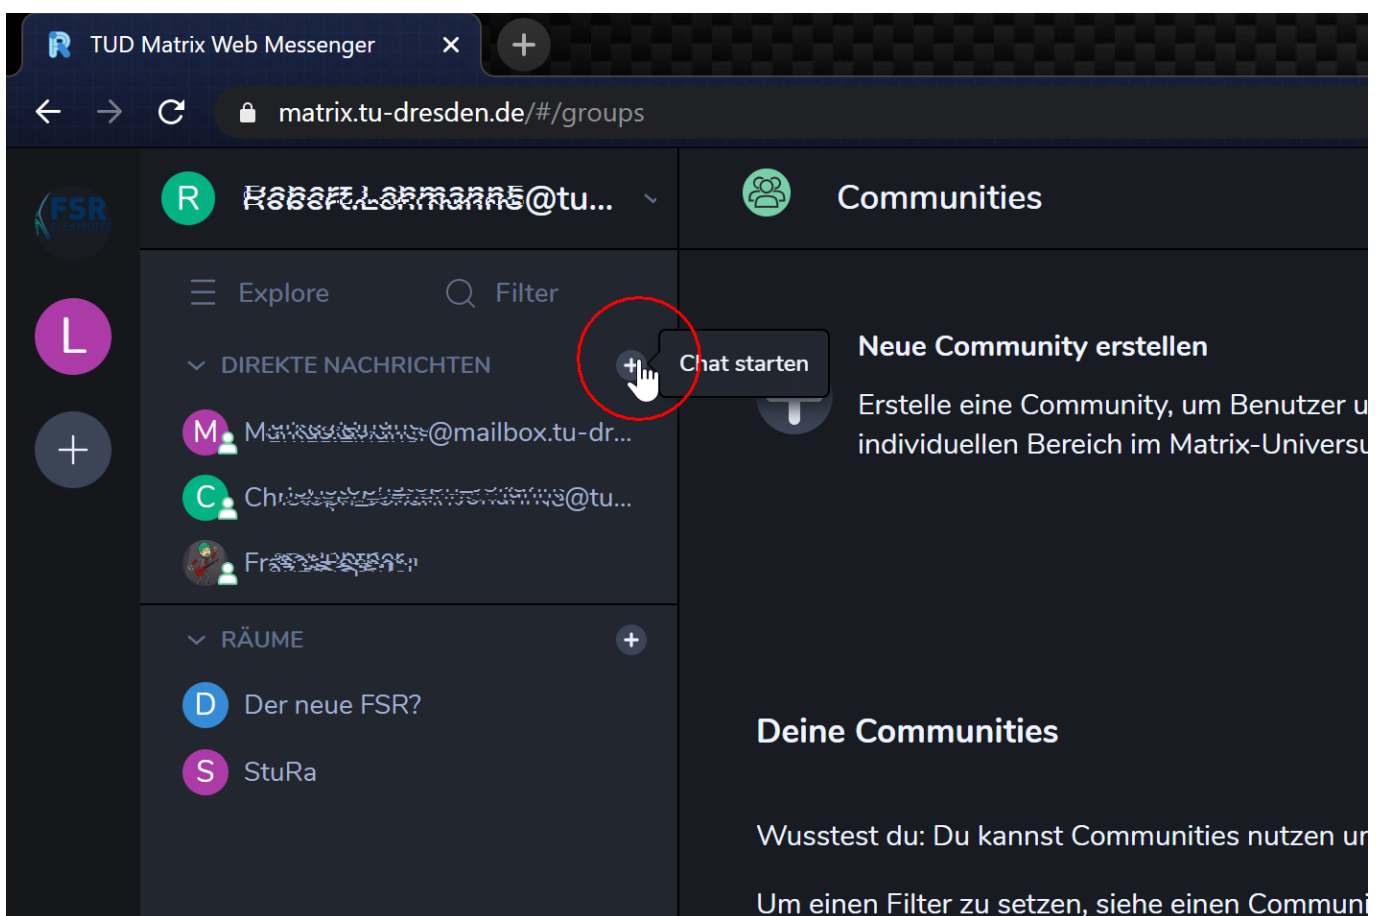 TUD Matrix Web Messenger
matrix.tu-dresden.de/#/groups
FSR
ELEKTROTEC
R
@tu...
Communities
Explore
Filter
L
DIREKTE NACHRICHTEN
Chat starten
Neue Community erstellen
Erstelle eine Community, um Benutzer u
individuellen Bereich im Matrix-Universu
M
@mailbox.tu-dr...
C
@tu...
RÄUME
D
Der neue FSR?
S
StuRa
Deine Communities
Wusstest du: Du kannst Communities nutzen un
Um einen Filter zu setzen, siehe einen Communi